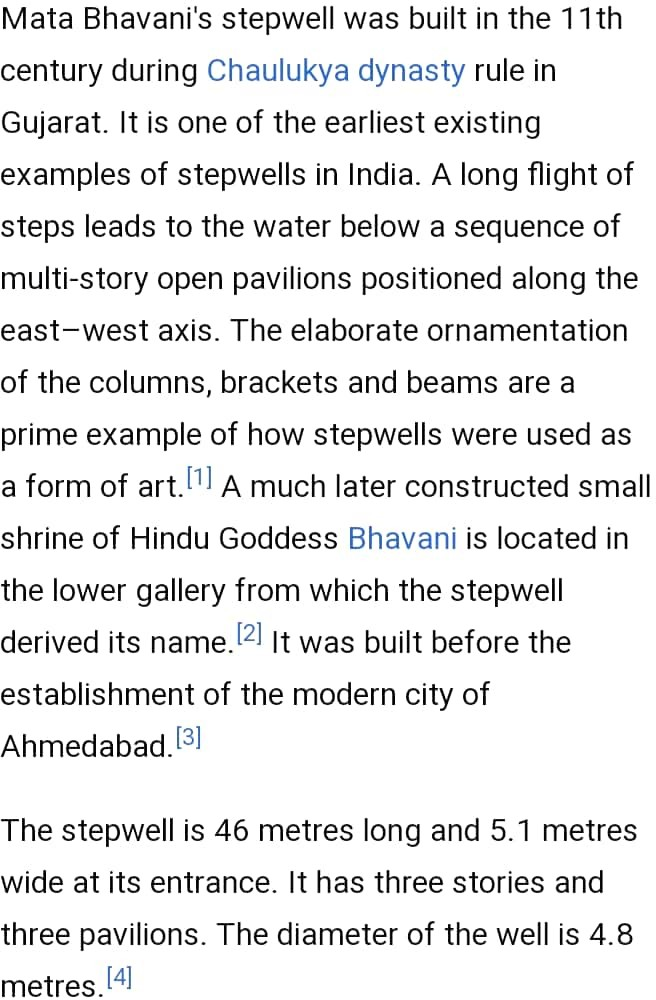 Mata Bhavani's stepwell was built in the 11th
century during Chaulukya dynasty rule in
Gujarat. It is one of the earliest existing
examples of stepwells in India. A long flight of
steps leads to the water below a sequence of
multi-story open pavilions positioned along the
east–west axis. The elaborate ornamentation
of the columns, brackets and beams are a
prime example of how stepwells were used as
a form of art.[1] A much later constructed small
shrine of Hindu Goddess Bhavani is located in
the lower gallery from which the stepwell
derived its name.[2] It was built before the
establishment of the modern city of
Ahmedabad.[3]
The stepwell is 46 metres long and 5.1 metres
wide at its entrance. It has three stories and
three pavilions. The diameter of the well is 4.8
metres.[4]